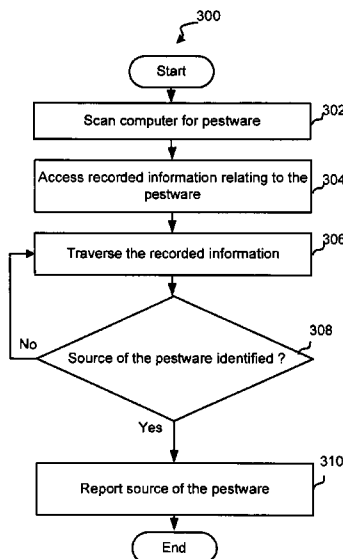 300
Start
Scan computer for pestware
302
Access recorded information relating to the
pestware
304
Traverse the recorded information
306
Source of the pestware identified ?
308
No
Yes
Report source of the pestware
310
End